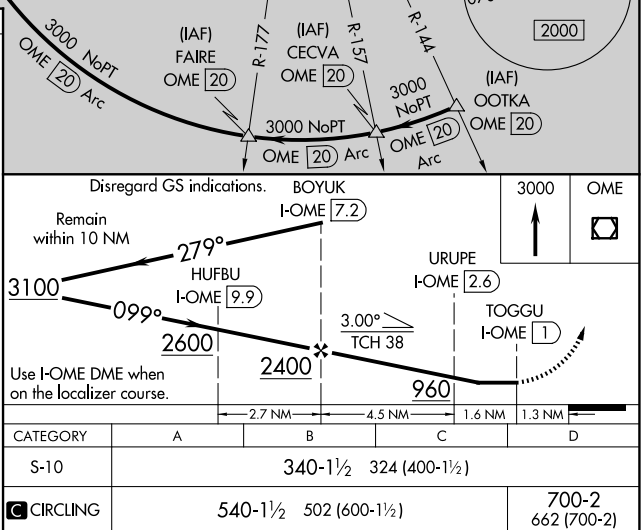 670
2000
R-177
R-157
R-144
3000 NoPT
OME 20 Arc
(IAF)
FAIRE
OME 20
(IAF)
CECVA
OME 20
3000
NoPT
OME 20
Arc
(IAF)
OOTKA
OME 20
3000 NoPT
OME 20 Arc
Disregard GS indications.
BOYUK
I-OME 7.2
3000
OME
Remain
within 10 NM
279°
HUFBU
I-OME 9.9
URUPE
I-OME 2.6
TOGGU
I-OME 1
3100
099°
2600
2400
3.00°
TCH 38
960
Use I-OME DME when
on the localizer course.
2.7 NM
4.5 NM
1.6 NM
1.3 NM
CATEGORY A B C D
S-10 340-1½ 324 (400-1½)
C CIRCLING 540-1½ 502 (600-1½) 700-2
662 (700-2)